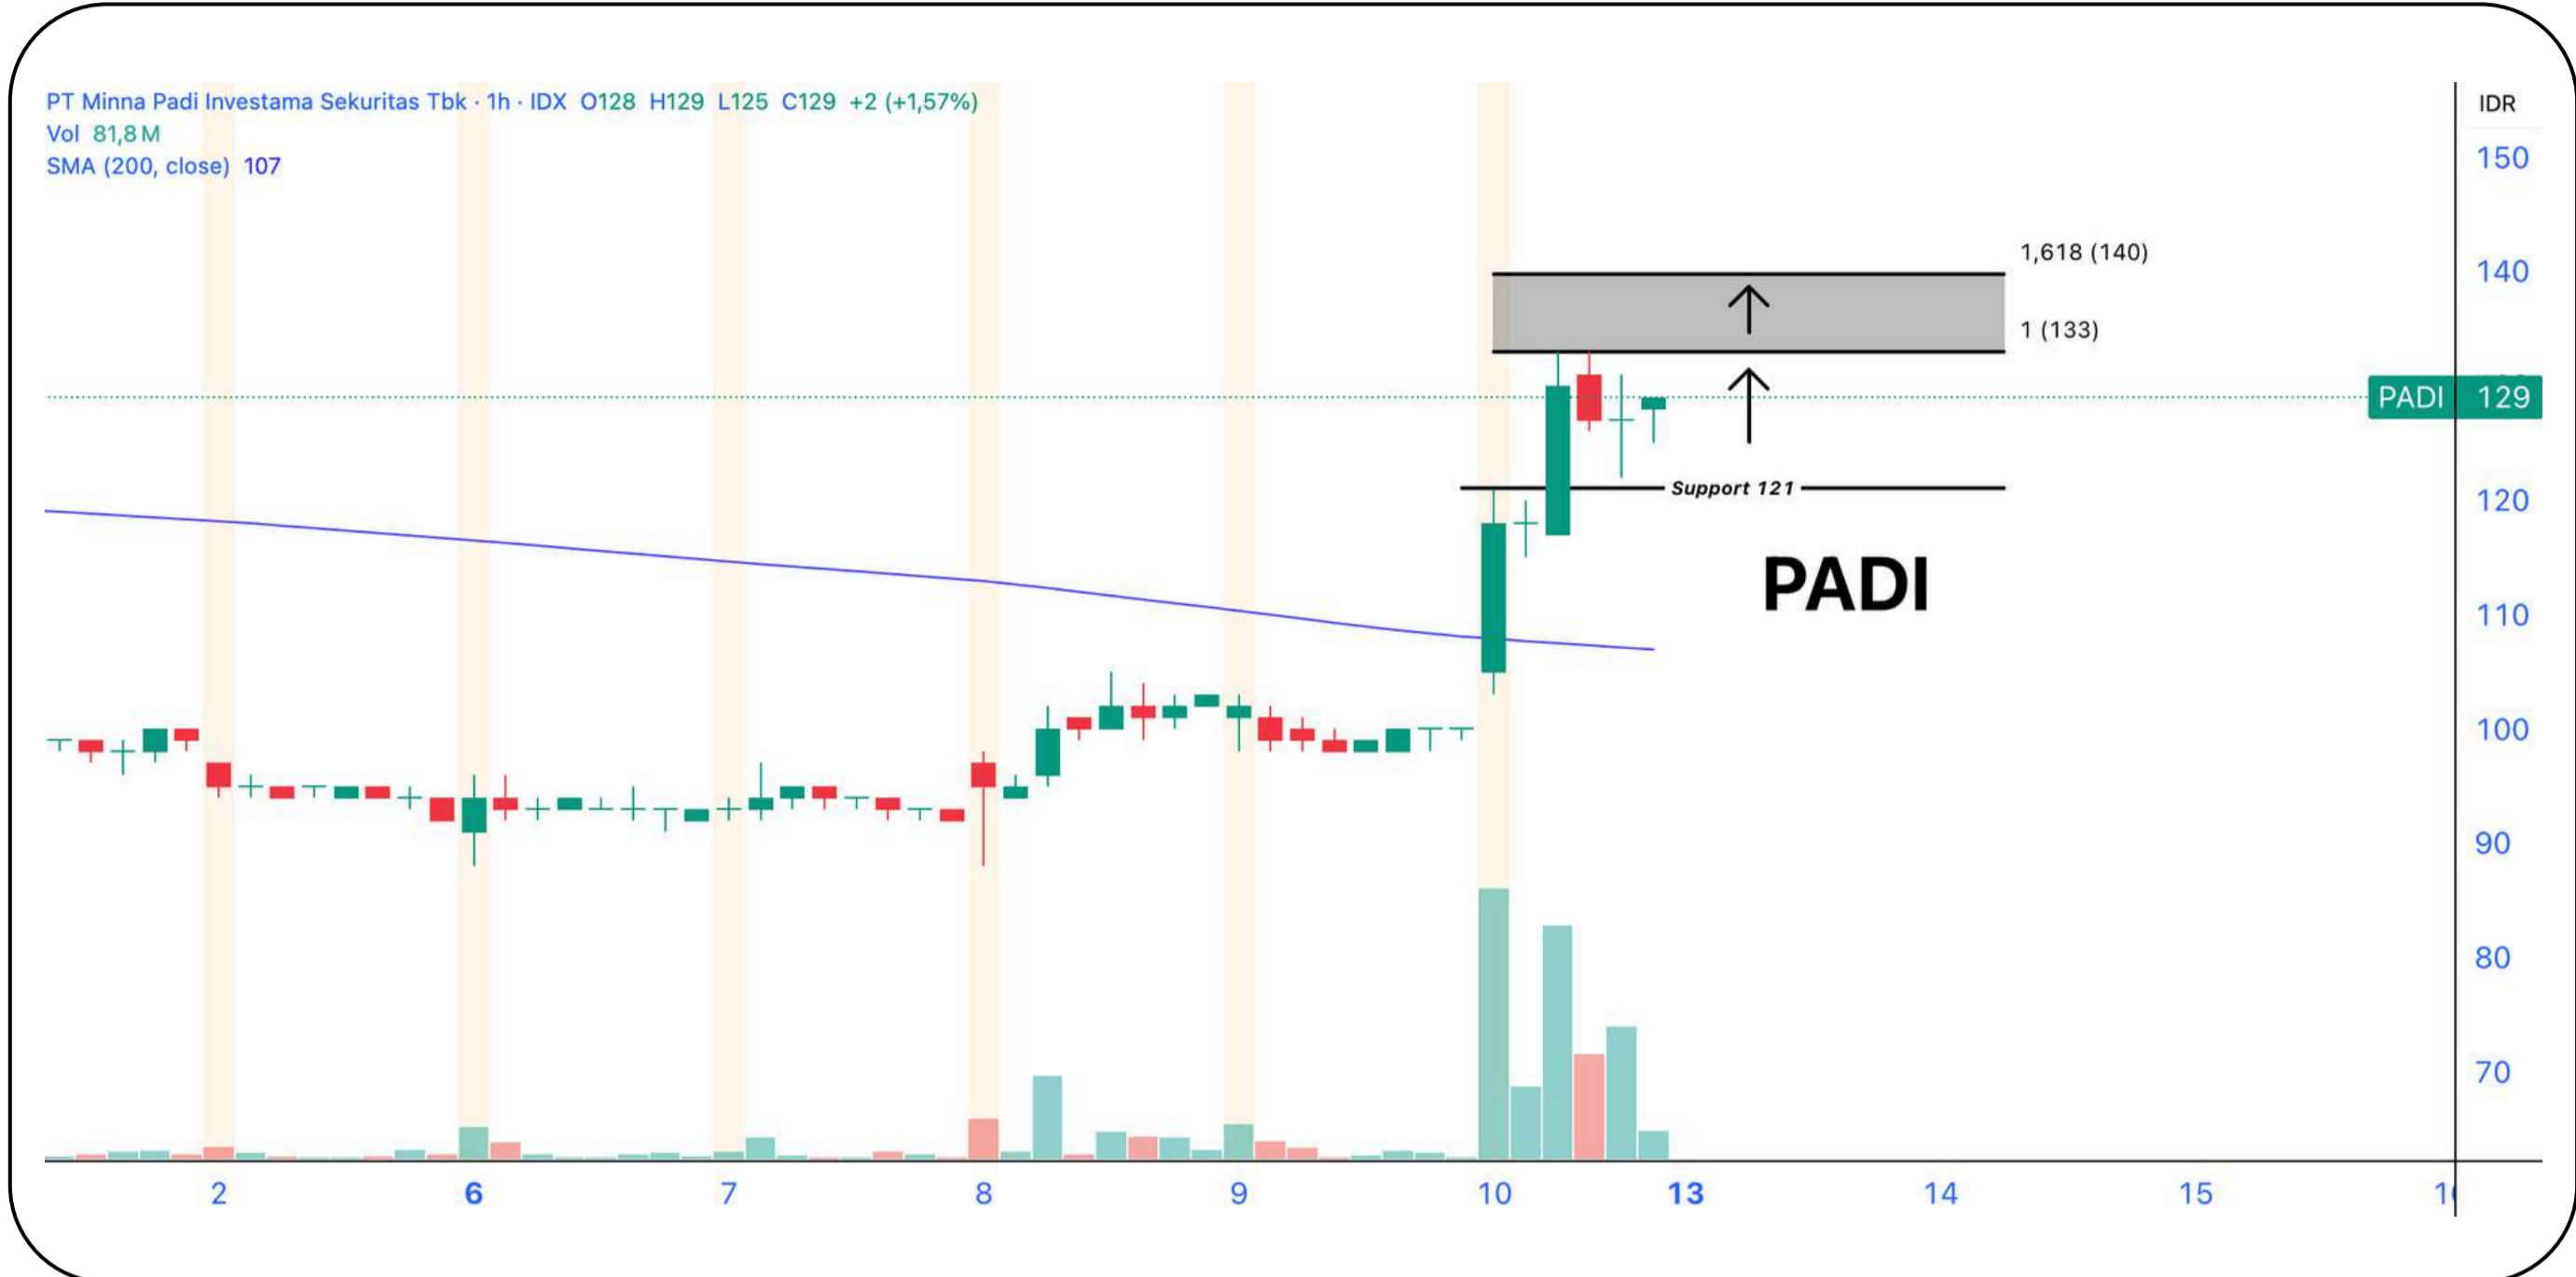 PT Minna Padi Investama Sekuritas Tbk · 1h · IDX O128 H129 L125 C129 +2 (+1,57%)
Vol 81,8 M
SMA (200, close) 107
IDR
150
1,618 (140)
140
1 (133)
PADI 129
Support 121
120
PADI
110
100
90
80
70
2 6 7 8 9 10 13 14 15